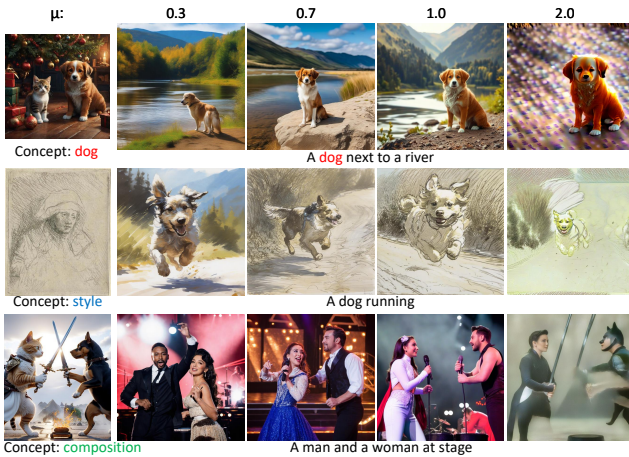 μ: 0.3 0.7 1.0 2.0
Concept: dog
A dog next to a river
Concept: style
A dog running
Concept: composition
A man and a woman at stage